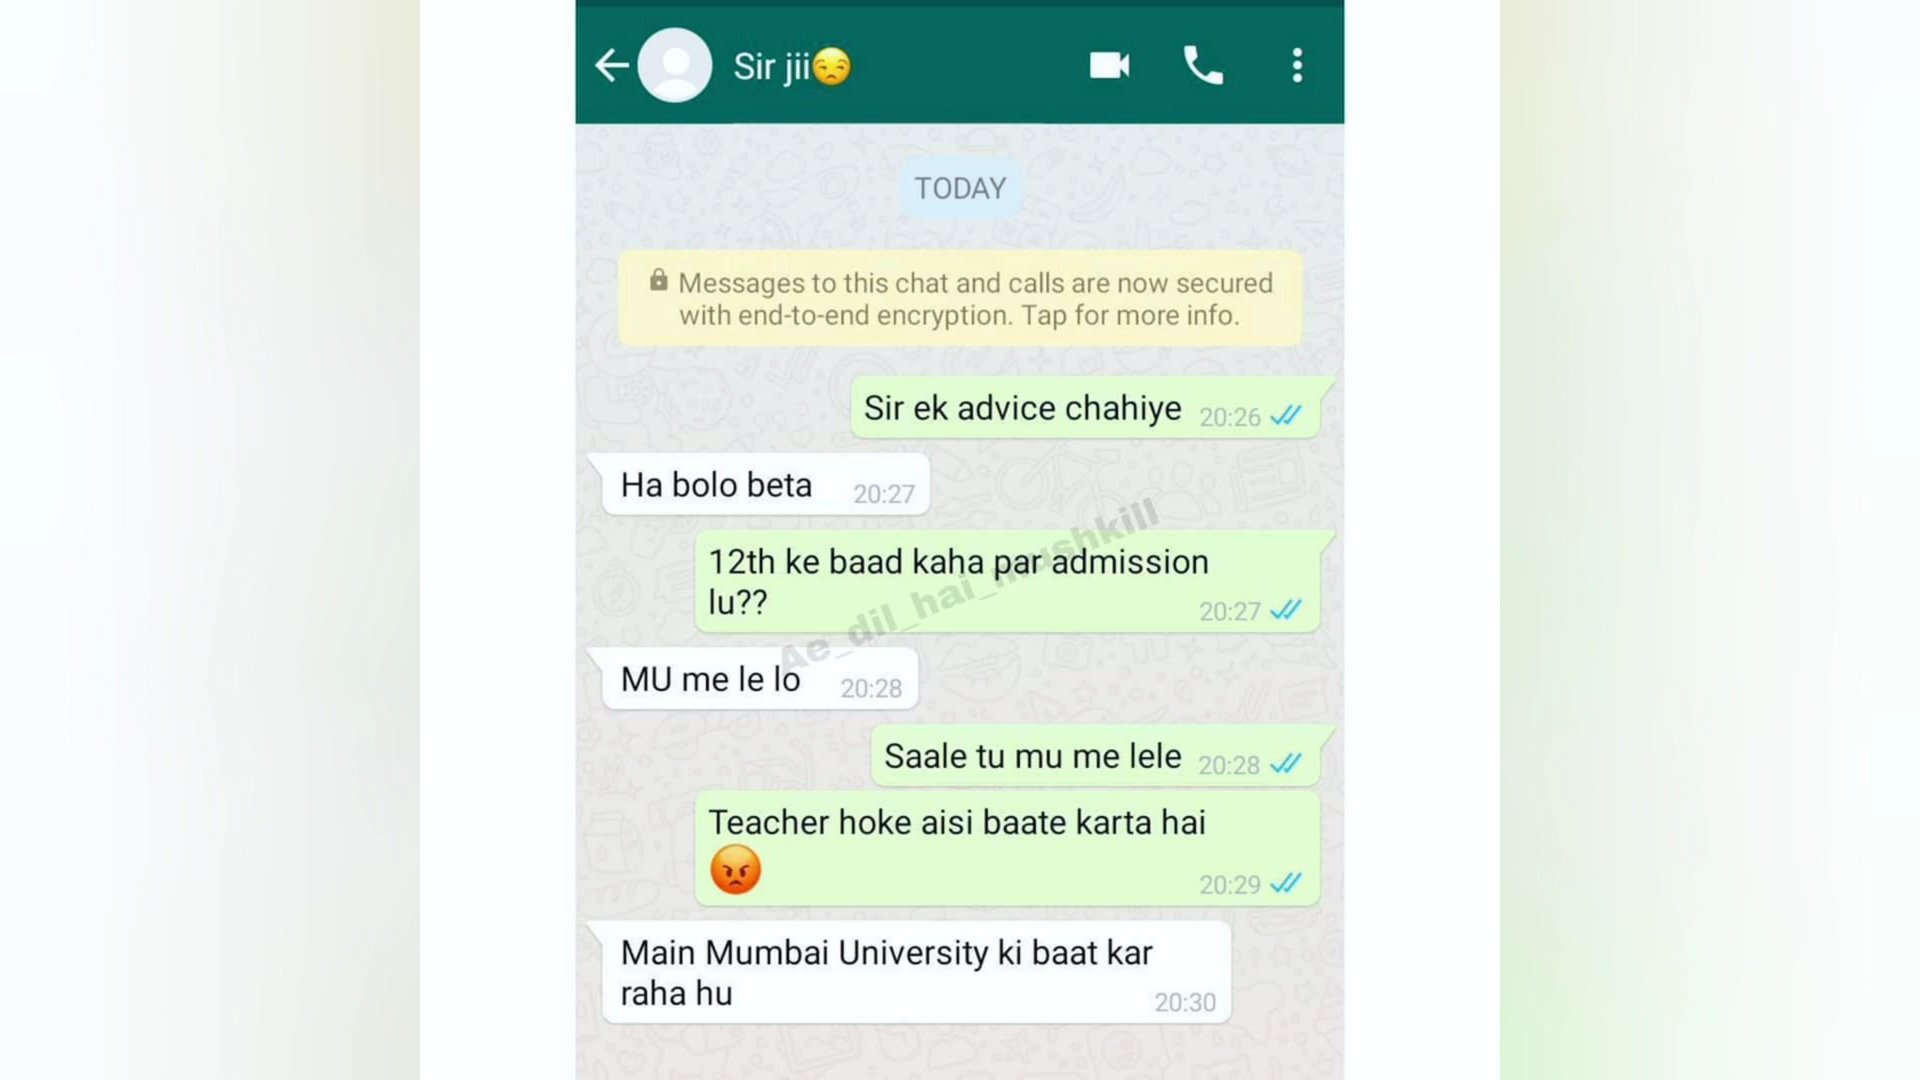 Sir jii😒
TODAY
Messages to this chat and calls are now secured
with end-to-end encryption. Tap for more info.
Sir ek advice chahiye 20:26
Ha bolo beta 20:27
12th ke baad kaha par admission
lu?? 20:27
Ae_dil_hai_mushkill
MU me le lo 20:28
Saale tu mu me lele 20:28
Teacher hoke aisi baate karta hai
😡 20:29
Main Mumbai University ki baat kar
raha hu 20:30